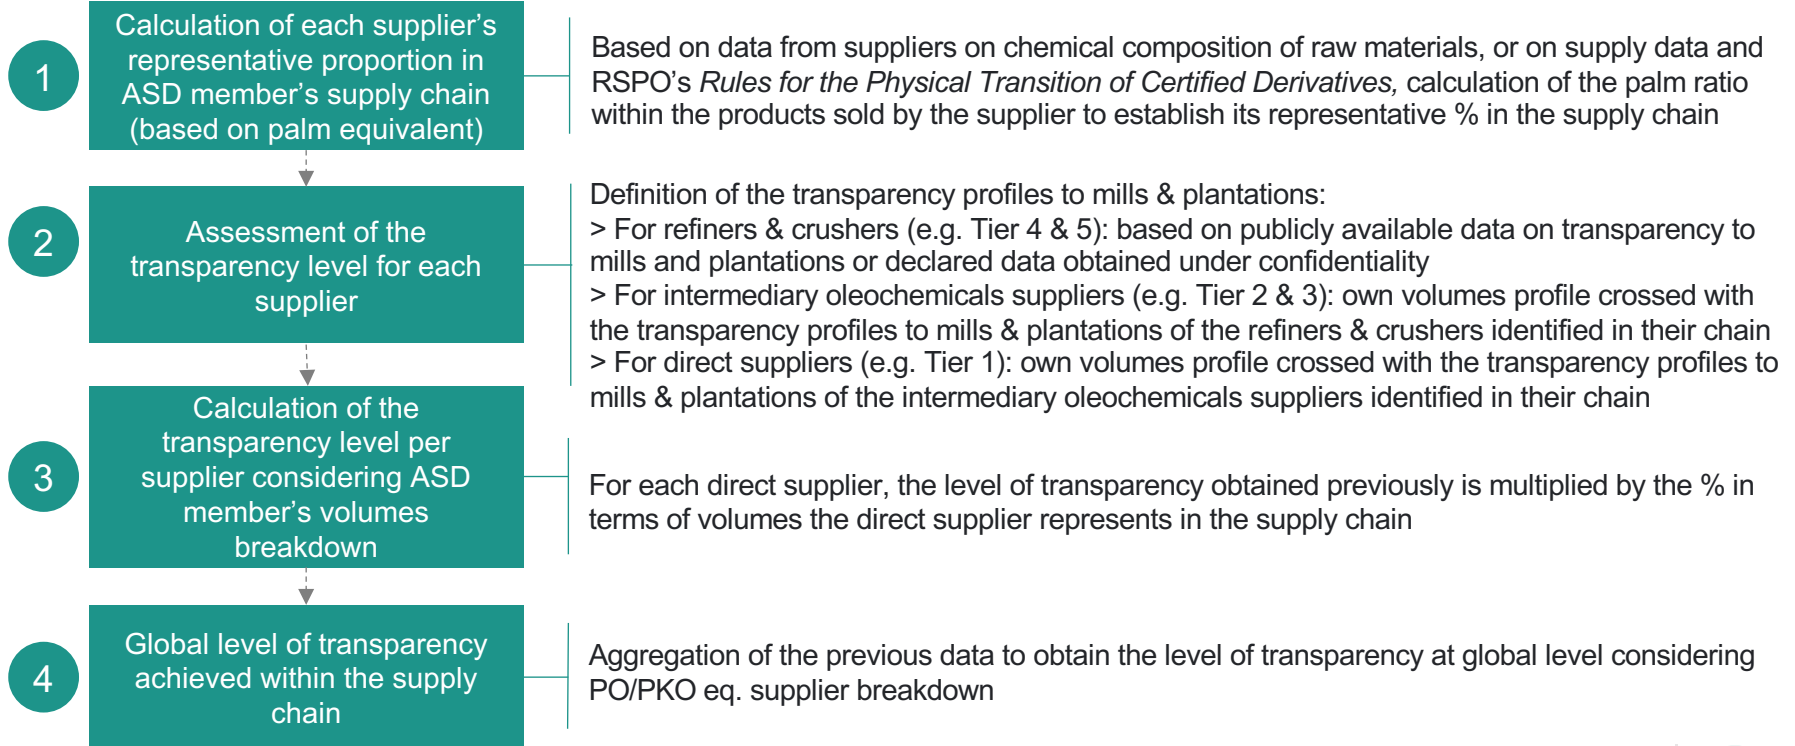 1
Calculation of each supplier's
representative proportion in
ASD member's supply chain
(based on palm equivalent)
Based on data from suppliers on chemical composition of raw materials, or on supply data and
RSPO's Rules for the Physical Transition of Certified Derivatives, calculation of the palm ratio
within the products sold by the supplier to establish its representative % in the supply chain
2
Assessment of the
transparency level for each
supplier
Definition of the transparency profiles to mills & plantations:
> For refiners & crushers (e.g. Tier 4 & 5): based on publicly available data on transparency to
mills and plantations or declared data obtained under confidentiality
> For intermediary oleochemicals suppliers (e.g. Tier 2 & 3): own volumes profile crossed with
the transparency profiles to mills & plantations of the refiners & crushers identified in their chain
> For direct suppliers (e.g. Tier 1): own volumes profile crossed with the transparency profiles to
mills & plantations of the intermediary oleochemicals suppliers identified in their chain
3
Calculation of the
transparency level per
supplier considering ASD
member's volumes
breakdown
For each direct supplier, the level of transparency obtained previously is multiplied by the % in
terms of volumes the direct supplier represents in the supply chain
4
Global level of transparency
achieved within the supply
chain
Aggregation of the previous data to obtain the level of transparency at global level considering
PO/PKO eq. supplier breakdown